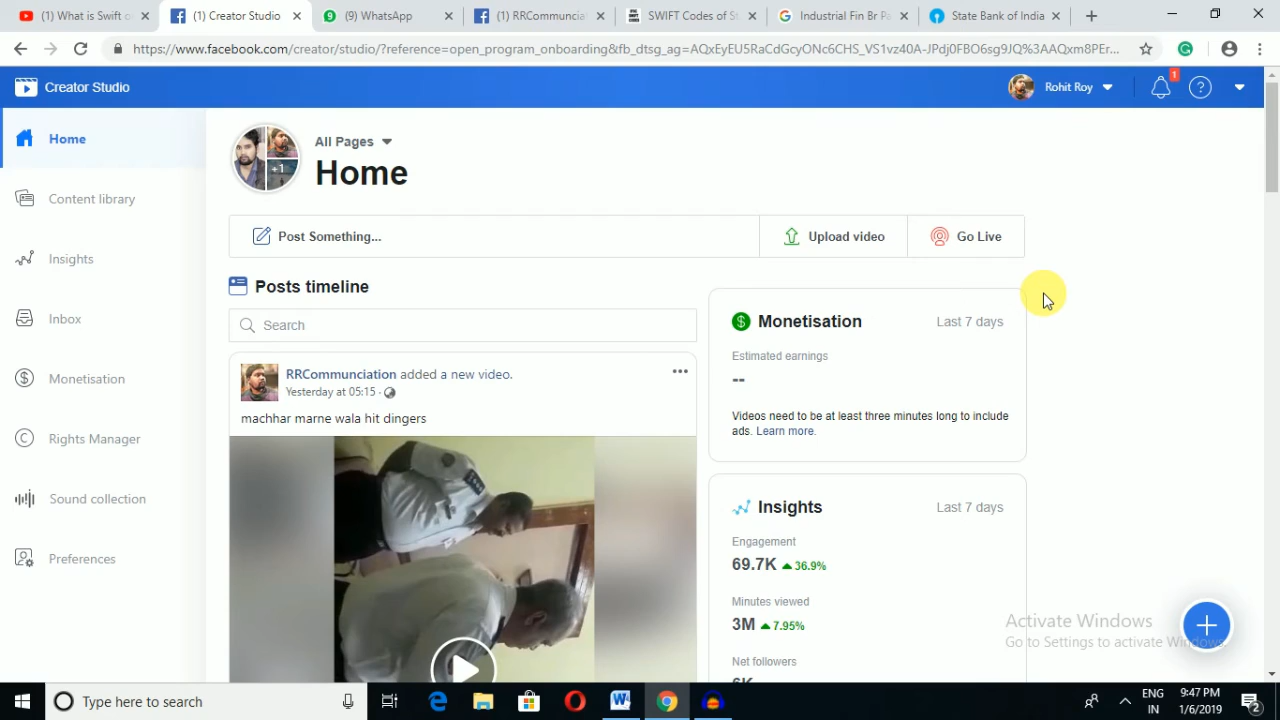 (1) What is Swift o
(1) Creator Studio
(9) WhatsApp
(1) RRCommuncia
SWIFT Codes of St
Industrial Fin Br Pa
State Bank of India
https://www.facebook.com/creator/studio/?reference=open_program_onboarding&fb_dtsg_ag=AQxEyEU5RaCdGcyONc6CHS_VS1vz40A-JPdj0FBO6sg9JQ%3AAQxm8PEr...
Creator Studio
Rohit Roy
1
Home
Content library
Insights
Inbox
Monetisation
Rights Manager
Sound collection
Preferences
+1
All Pages
Home
Post Something...
Upload video
Go Live
Posts timeline
Search
RRCommunciation added a new video.
Yesterday at 05:15 ·
machhar marne wala hit dingers
Monetisation
Last 7 days
Estimated earnings
--
Videos need to be at least three minutes long to include
ads. Learn more.
Insights
Last 7 days
Engagement
69.7K 36.9%
Minutes viewed
3M 7.95%
Net followers
6K
Activate Windows
Go to Settings to activate Windows.
Type here to search
ENG
IN
9:47 PM
1/6/2019
2